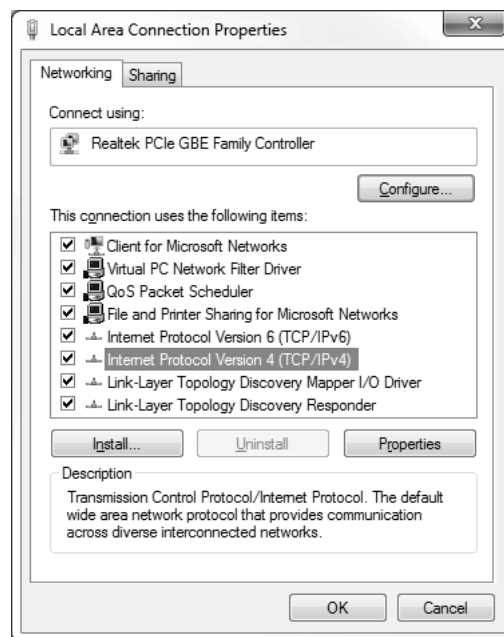 Local Area Connection Properties
Networking
Sharing
Connect using:
Realtek PCIe GBE Family Controller
Configure...
This connection uses the following items:
Client for Microsoft Networks
Virtual PC Network Filter Driver
QoS Packet Scheduler
File and Printer Sharing for Microsoft Networks
Internet Protocol Version 6 (TCP/IPv6)
Internet Protocol Version 4 (TCP/IPv4)
Link-Layer Topology Discovery Mapper I/O Driver
Link-Layer Topology Discovery Responder
Install...
Uninstall
Properties
Description
Transmission Control Protocol/Internet Protocol. The default
wide area network protocol that provides communication
across diverse interconnected networks.
OK
Cancel